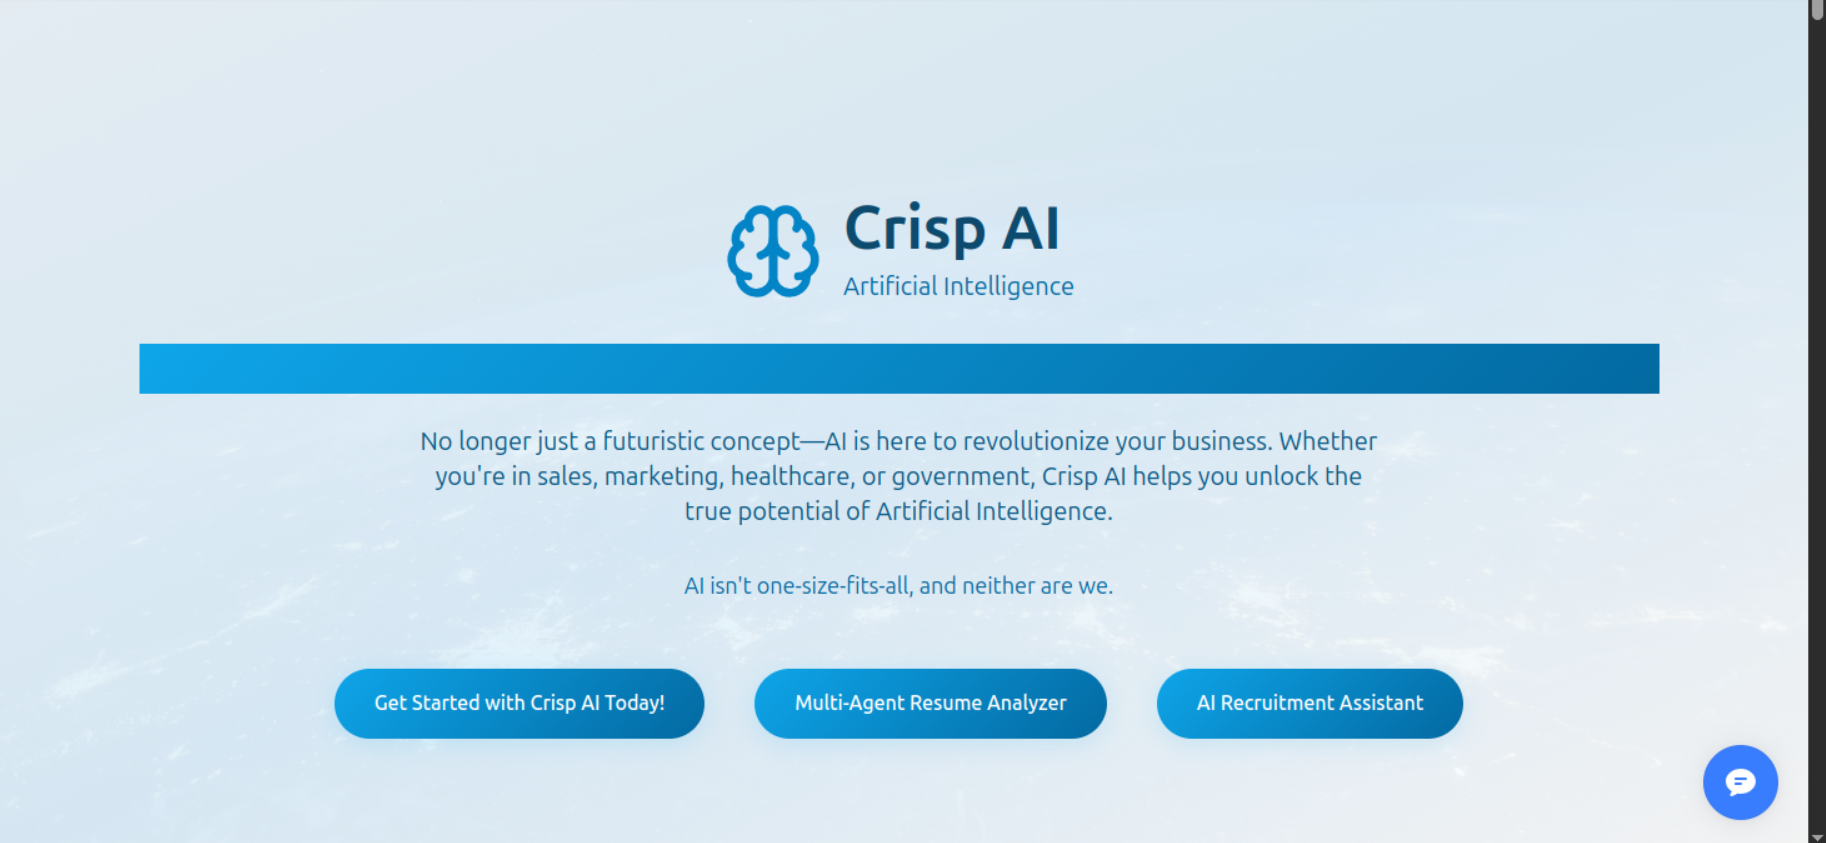 Crisp AI
Artificial Intelligence
No longer just a futuristic concept—AI is here to revolutionize your business. Whether
you're in sales, marketing, healthcare, or government, Crisp AI helps you unlock the
true potential of Artificial Intelligence.
AI isn't one-size-fits-all, and neither are we.
Get Started with Crisp AI Today!
Multi-Agent Resume Analyzer
AI Recruitment Assistant